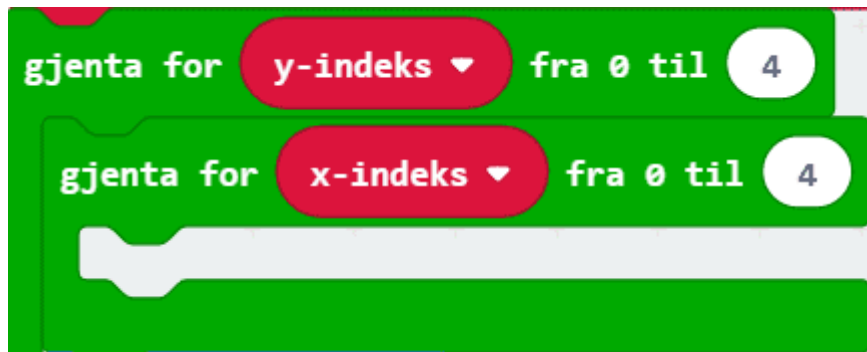 gjenta for y-indeks fra 0 til 4
gjenta for x-indeks fra 0 til 4